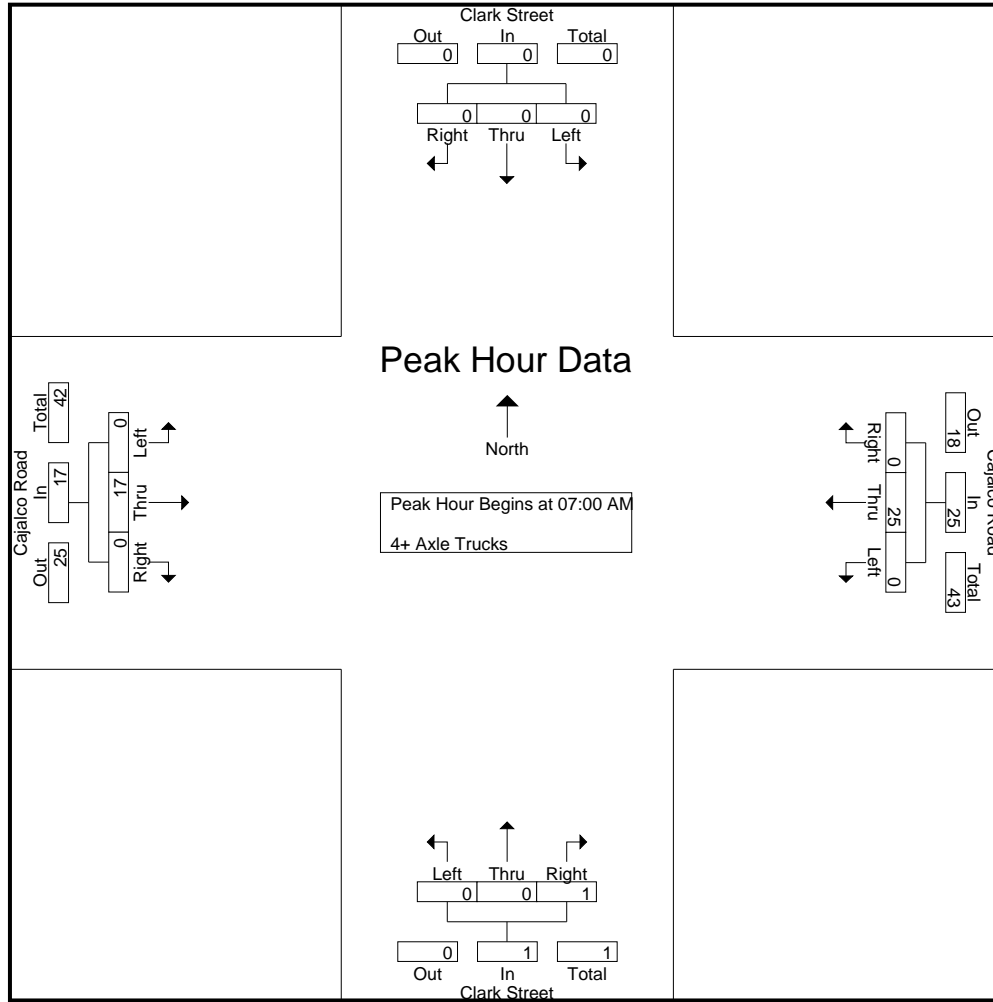 Clark Street
Out In Total
0 0 0
0 0 0
Right Thru Left
Peak Hour Data
North
Peak Hour Begins at 07:00 AM
4+ Axle Trucks
Cajalco Road
Out In Total
25 17 42
0 17 0
Right Thru Left
Cajalco Road
Out In Total
18 25 43
0 25 0
Right Thru Left
Left Thru Right
0 0 1
0 1 1
Out In Total
Clark Street